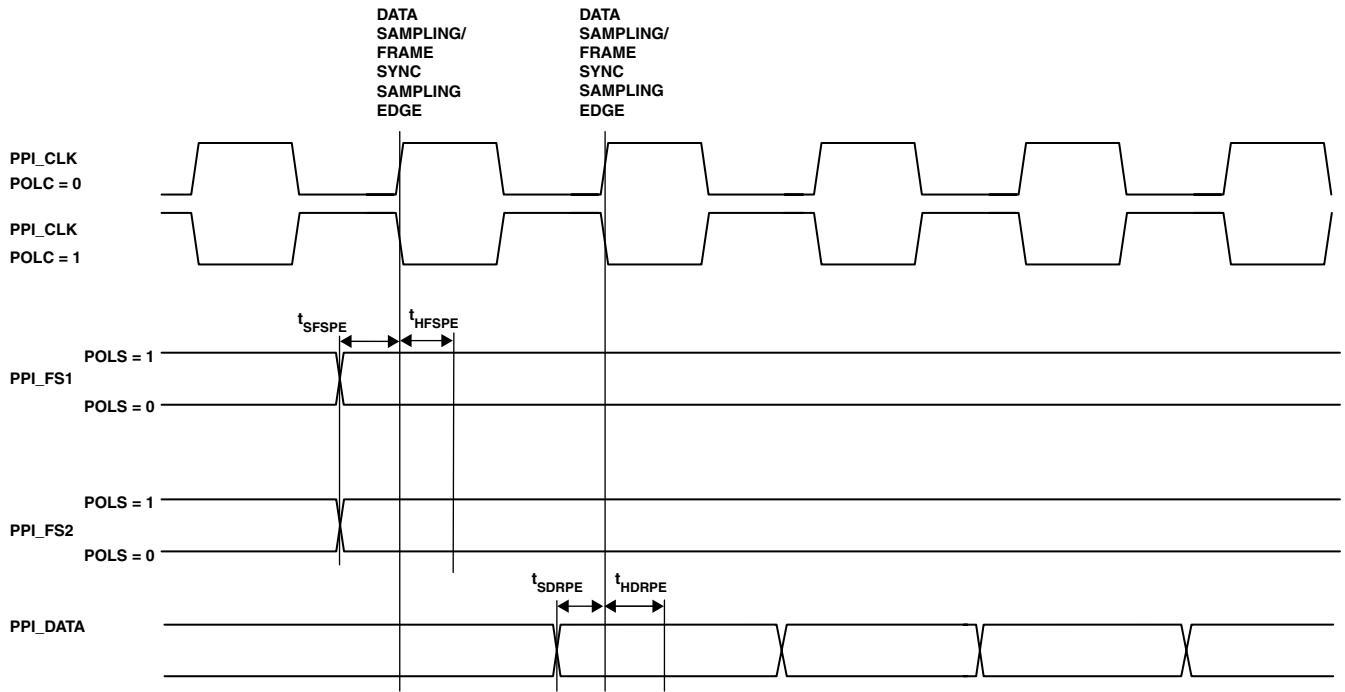 DATA
SAMPLING/
FRAME
SYNC
SAMPLING
EDGE
DATA
SAMPLING/
FRAME
SYNC
SAMPLING
EDGE
PPI_CLK
POLC = 0
PPI_CLK
POLC = 1
tSFSPE
tHFSPE
POLS = 1
PPI_FS1
POLS = 0
POLS = 1
PPI_FS2
POLS = 0
tSDRPE
tHDRPE
PPI_DATA